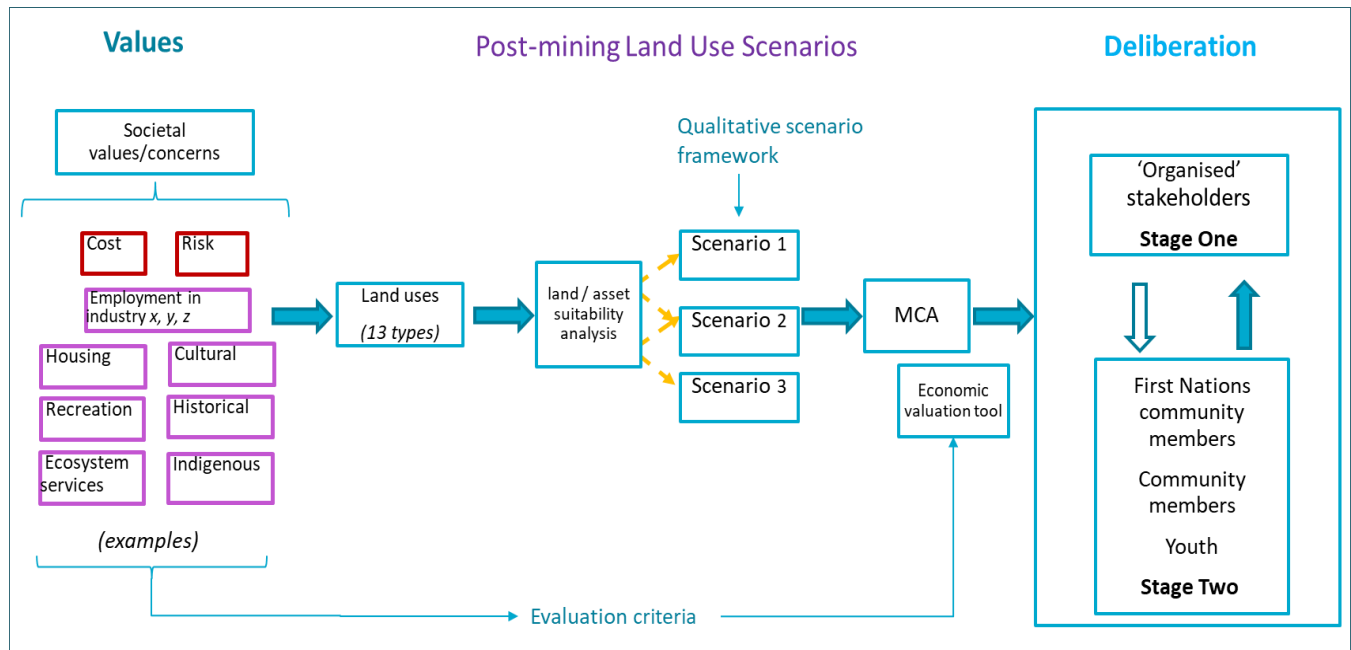 Values
Post-mining Land Use Scenarios
Deliberation
Societal
values/concerns
Cost
Risk
Employment in
industry x, y, z
Housing
Cultural
Recreation
Historical
Ecosystem
services
Indigenous
(examples)
Land uses
(13 types)
land / asset
suitability
analysis
Qualitative scenario
framework
Scenario 1
Scenario 2
Scenario 3
MCA
Economic
valuation tool
Evaluation criteria
‘Organised’
stakeholders
Stage One
First Nations
community
members
Community
members
Youth
Stage Two